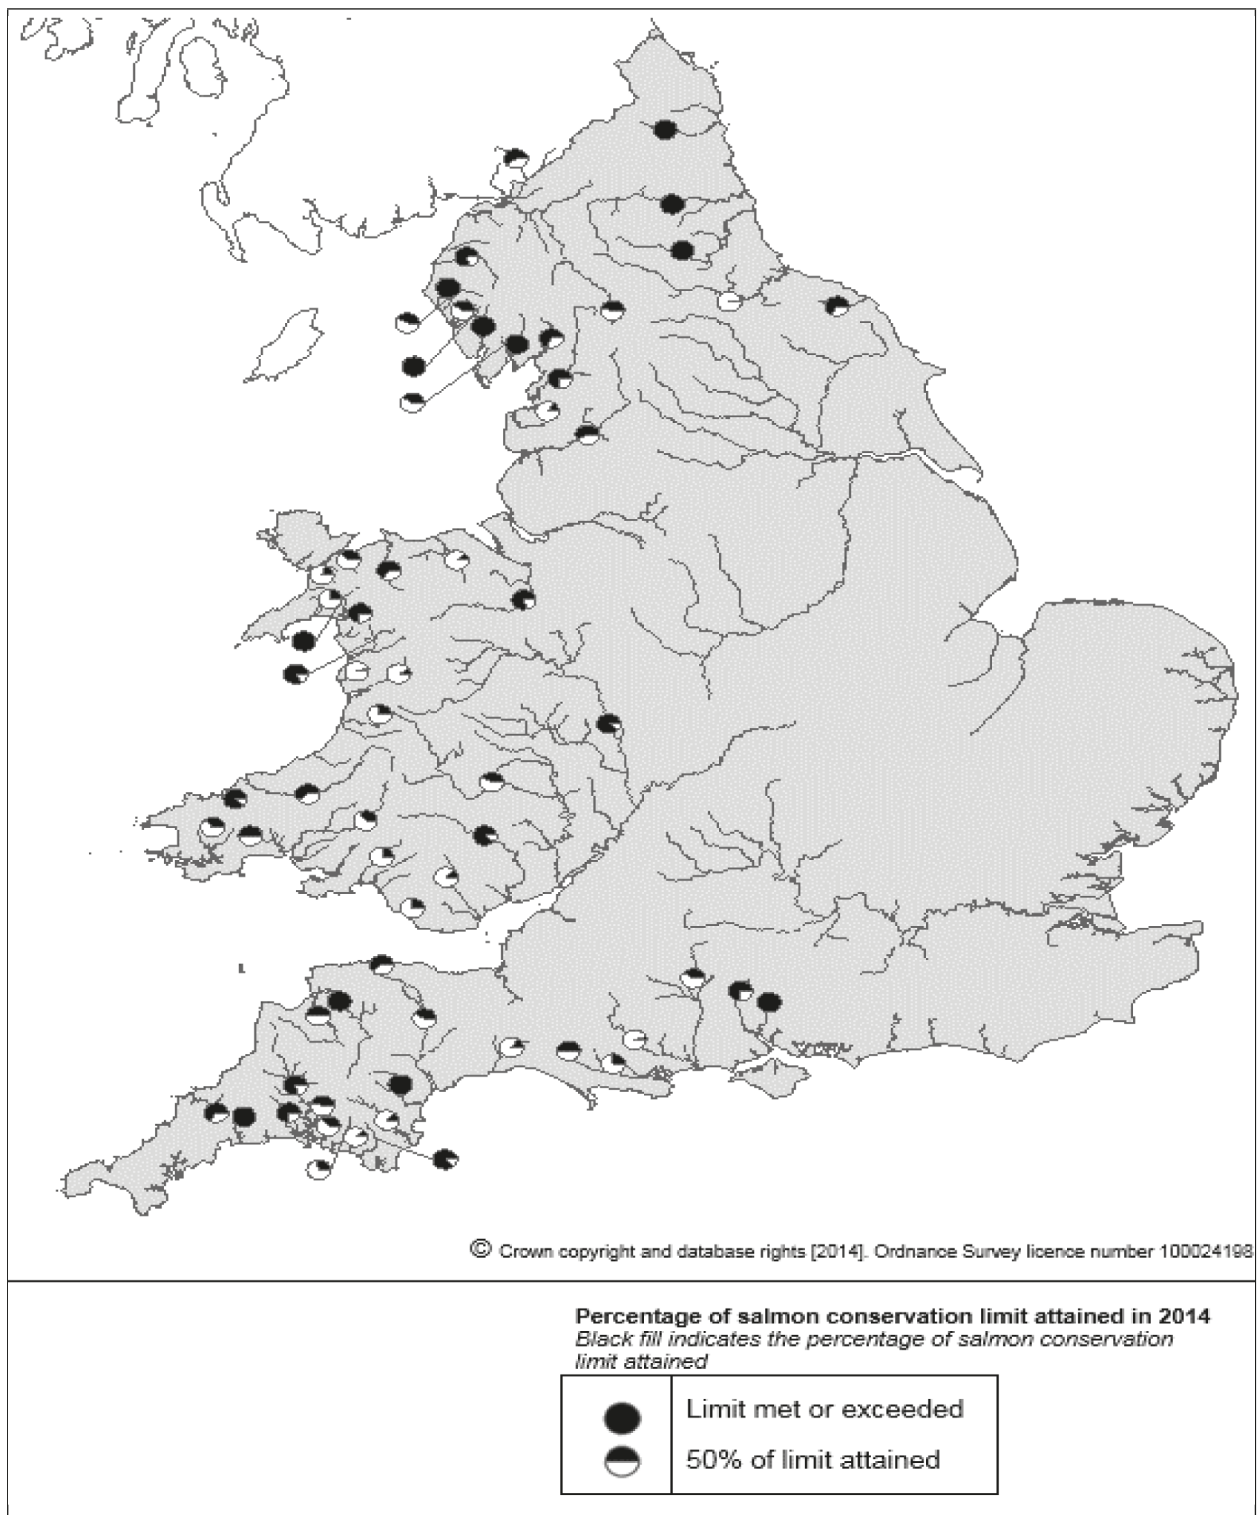 © Crown copyright and database rights [2014]. Ordnance Survey licence number 100024198
Percentage of salmon conservation limit attained in 2014
Black fill indicates the percentage of salmon conservation
limit attained
Limit met or exceeded
50% of limit attained